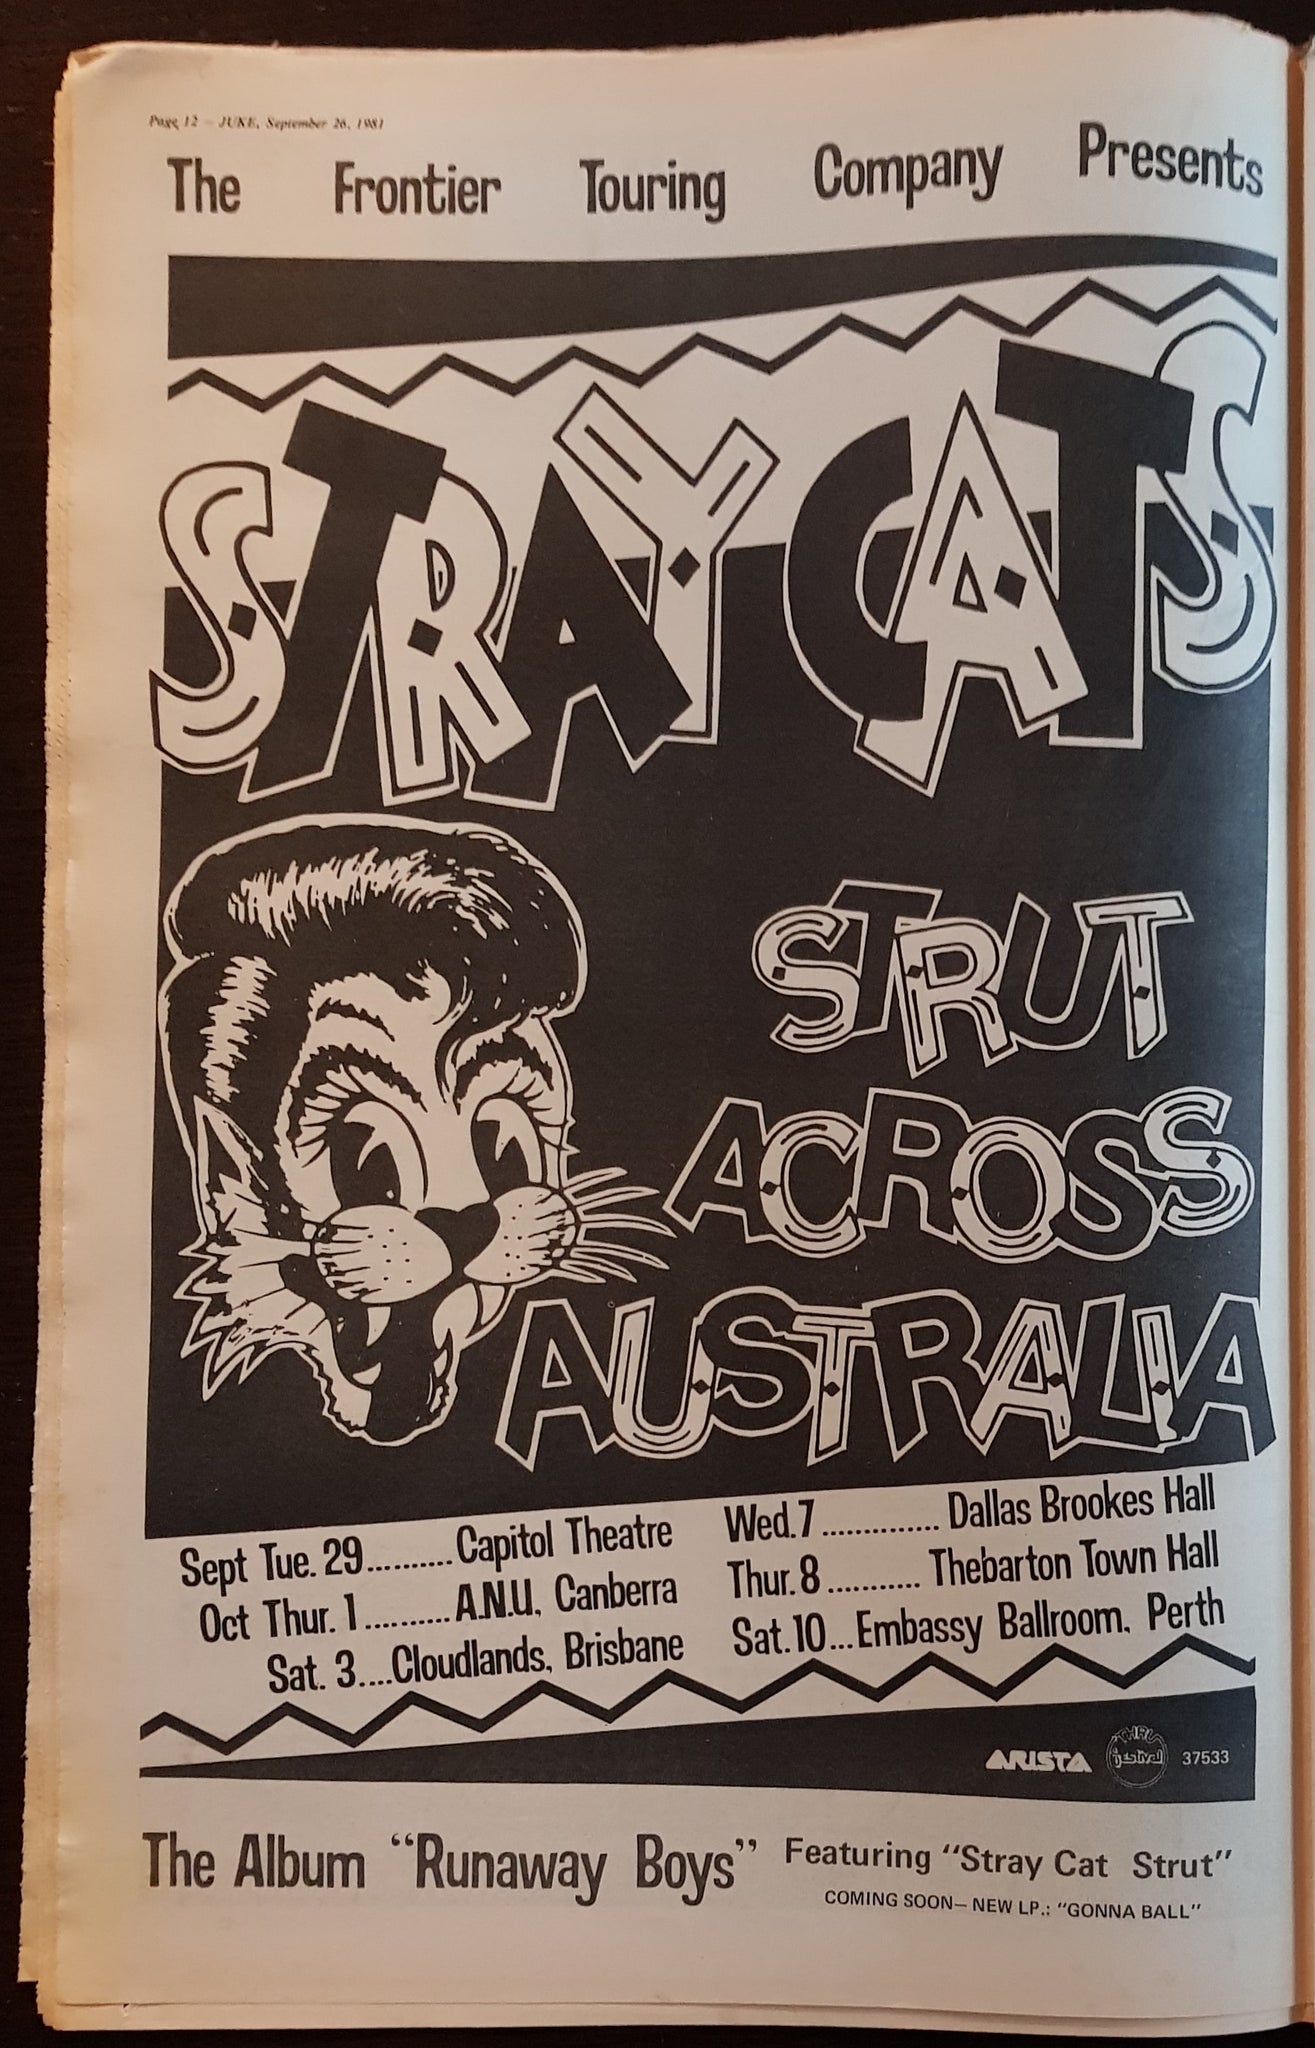 Page 12 – JUKE, September 26, 1981
The Frontier Touring Company Presents
STRAY CATS
STRUT
ACROSS
AUSTRALIA
Sept Tue. 29..........Capitol Theatre
Oct Thur. 1..........A.N.U. Canberra
Sat. 3....Cloudlands, Brisbane
Wed. 7.............. Dallas Brookes Hall
Thur. 8........... Thebarton Town Hall
Sat. 10...Embassy Ballroom, Perth
ARISTA THRU festival 37533
The Album “Runaway Boys” Featuring “Stray Cat Strut”
COMING SOON– NEW LP.: “GONNA BALL”